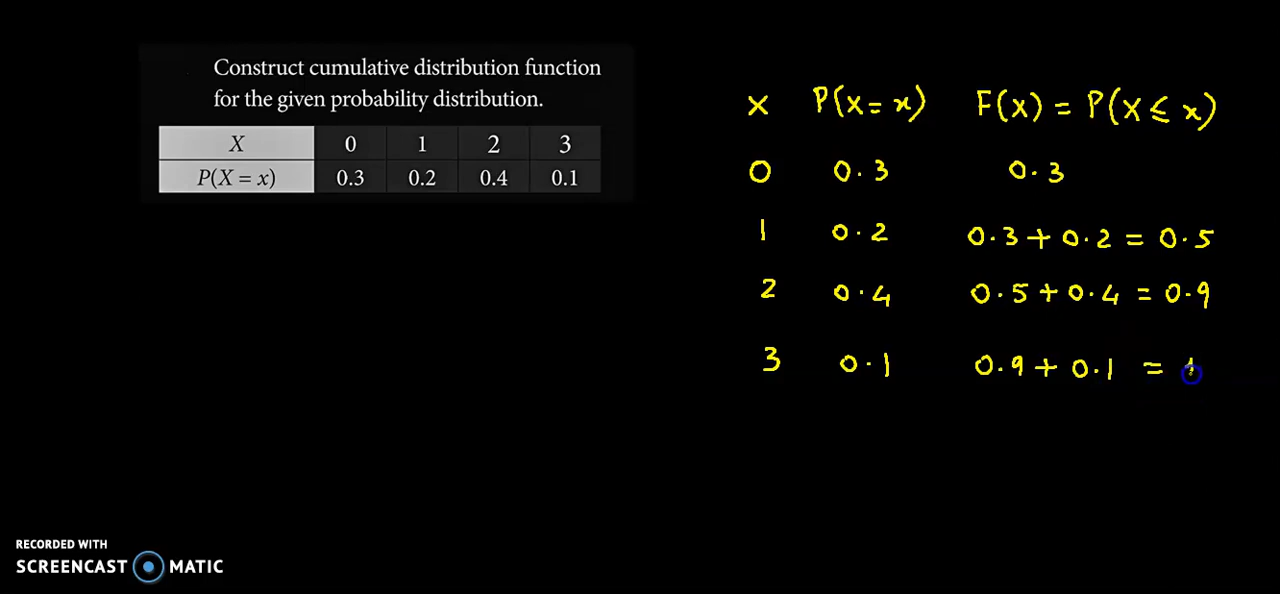 Construct cumulative distribution function
for the given probability distribution.
X 0 1 2 3
P(X = x) 0.3 0.2 0.4 0.1
X P(X = x) F(x) = P(X ≤ x)
0 0.3 0.3
1 0.2 0.3 + 0.2 = 0.5
2 0.4 0.5 + 0.4 = 0.9
3 0.1 0.9 + 0.1 = 1
RECORDED WITH
SCREENCAST MATIC